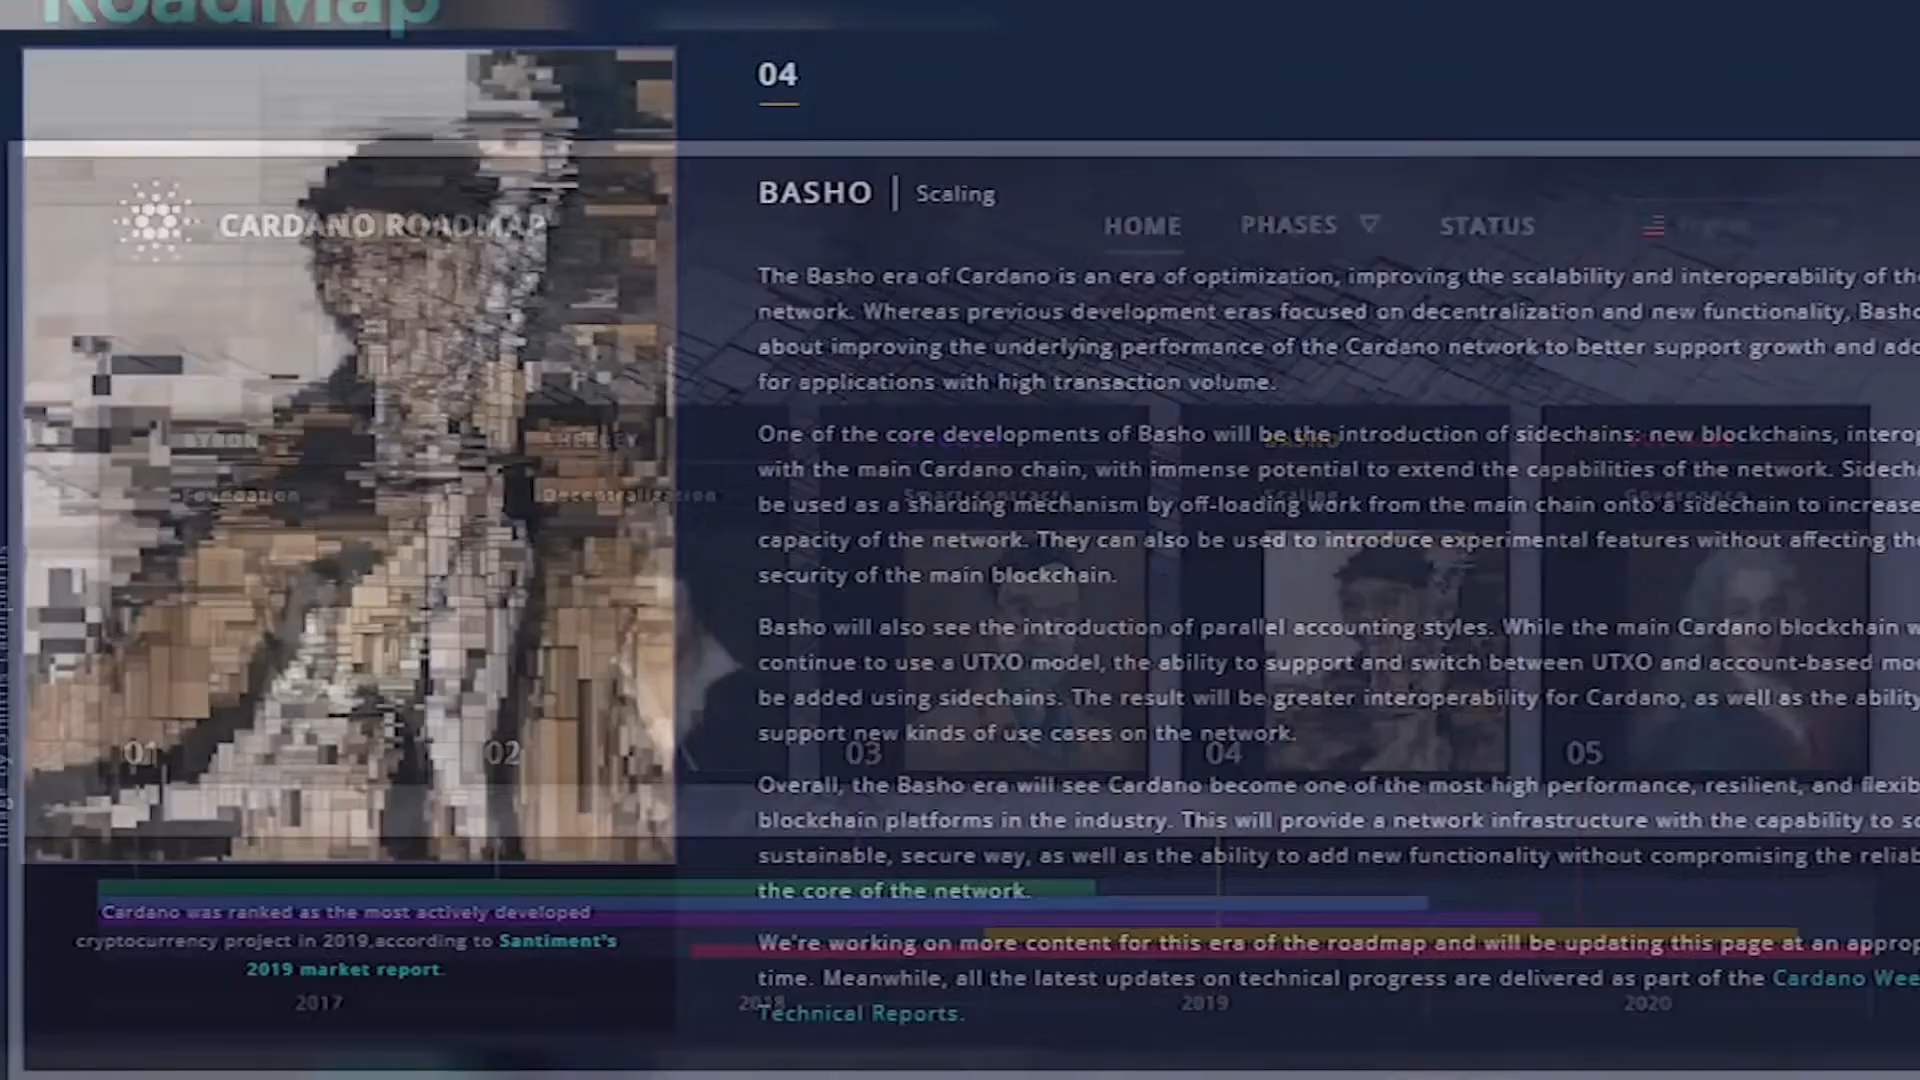 RoadMap
04
BASHO | Scaling
CARDANO ROADMAP
HOME PHASES STATUS
The Basho era of Cardano is an era of optimization, improving the scalability and interoperability of the
network. Whereas previous development eras focused on decentralization and new functionality, Basho
about improving the underlying performance of the Cardano network to better support growth and
for applications with high transaction volume.
BYRON SHELLEY BASHO
One of the core developments of Basho will be the introduction of sidechains: new blockchains,
with the main Cardano chain, with immense potential to extend the capabilities of the network.
Foundation Decentralization Smart contracts Scaling Governance
be used as a sharding mechanism by off-loading work from the main chain onto a sidechain to increase
capacity of the network. They can also be used to introduce experimental features without affecting the
security of the main blockchain.
Basho will also see the introduction of parallel accounting styles. While the main Cardano blockchain
continue to use a UTXO model, the ability to support and switch between UTXO and account-based
be added using sidechains. The result will be greater interoperability for Cardano, as well as the ability
support new kinds of use cases on the network.
01 02 03 04 05
Overall, the Basho era will see Cardano become one of the most high performance, resilient, and
blockchain platforms in the industry. This will provide a network infrastructure with the capability to
sustainable, secure way, as well as the ability to add new functionality without compromising the
the core of the network.
Cardano was ranked as the most actively developed
cryptocurrency project in 2019,according to Santiment's
2019 market report.
We're working on more content for this era of the roadmap and will be updating this page at an
time. Meanwhile, all the latest updates on technical progress are delivered as part of the Cardano
Technical Reports.
2017 2018 2019 2020